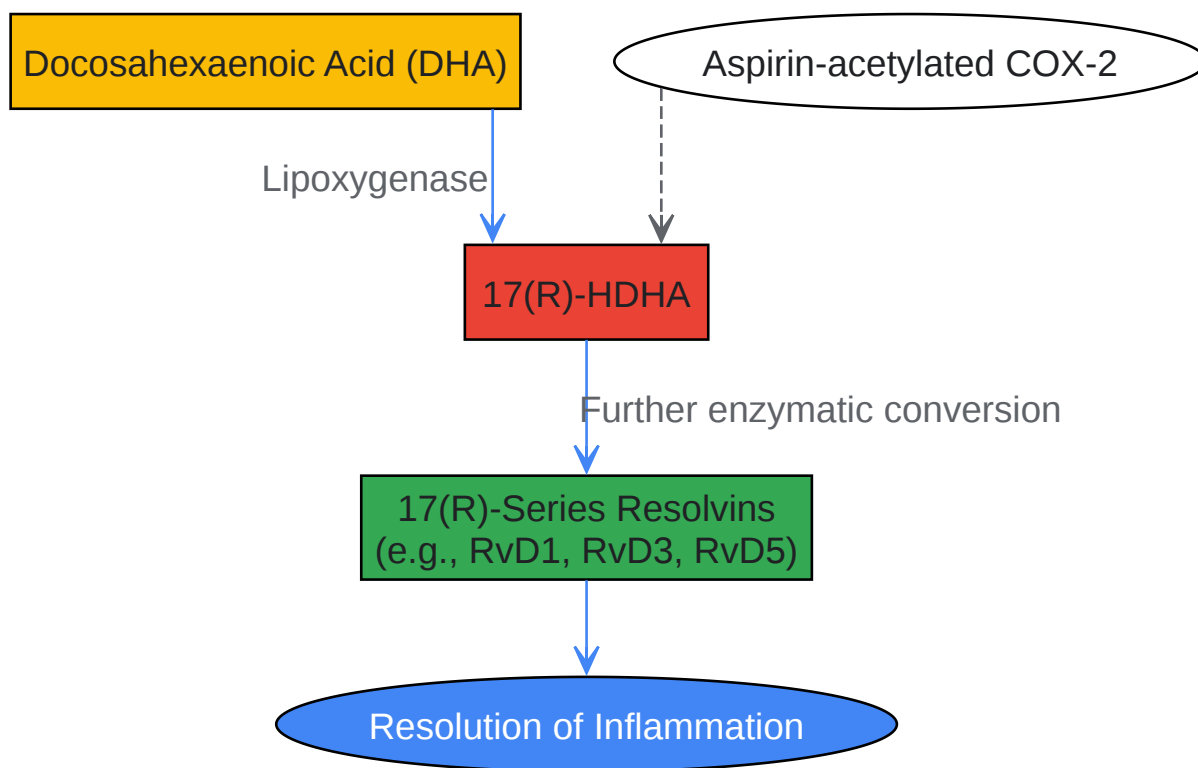 Docosahexaenoic Acid (DHA)
Aspirin-acetylated COX-2
Lipoxygenase
17(R)-HDHA
Further enzymatic conversion
17(R)-Series Resolvins
(e.g., RvD1, RvD3, RvD5)
Resolution of Inflammation